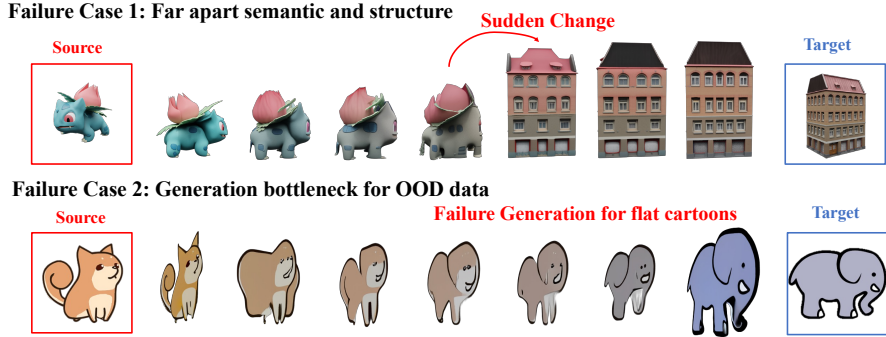 Failure Case 1: Far apart semantic and structure
Sudden Change
Source
Target
Failure Case 2: Generation bottleneck for OOD data
Source
Failure Generation for flat cartoons
Target